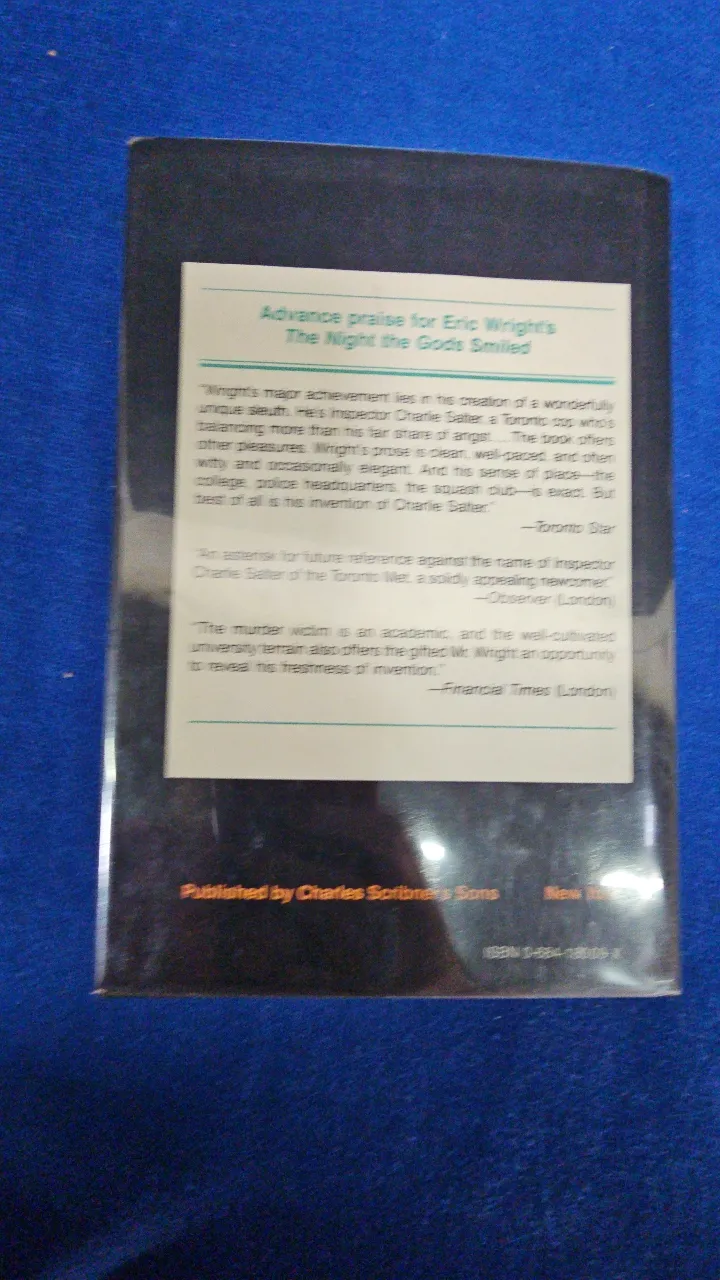 Advance praise for Eric Wright's
The Night the Gods Smiled
"Wright's major achievement lies in his creation of a wonderfully
unique sleuth. He's Inspector Charlie Salter, a Toronto cop who's
balancing more than his fair share of angst. . . . The book offers
other pleasures. Wright's prose is clean, well-paced, and often
witty and occasionally elegant. And his sense of place—the
college, police headquarters, the squash club—is exact. But
best of all is his invention of Charlie Salter."
—Toronto Star
"An asterisk for future reference against the name of Inspector
Charlie Salter of the Toronto Met, a solidly appealing newcomer."
—Observer (London)
"The murder victim is an academic, and the well-cultivated
university terrain also offers the gifted Mr. Wright an opportunity
to reveal his freshness of invention."
—Financial Times (London)
Published by Charles Scribner's Sons New
ISBN